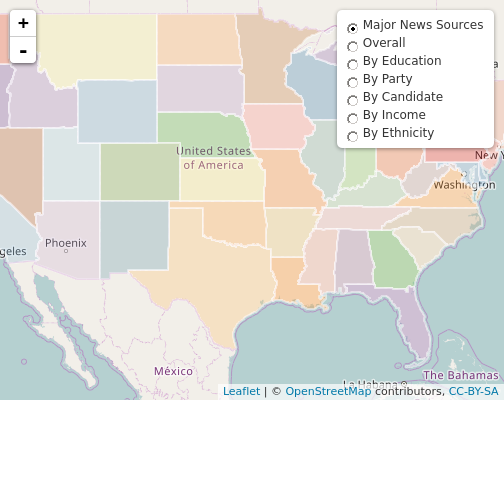 +
-
Major News Sources
Overall
By Education
By Party
By Candidate
By Income
By Ethnicity
a
United States
of America
New Y
Washington
Phoenix
geles
México
The Bahamas
La Habana
Leaflet | © OpenStreetMap contributors, CC-BY-SA